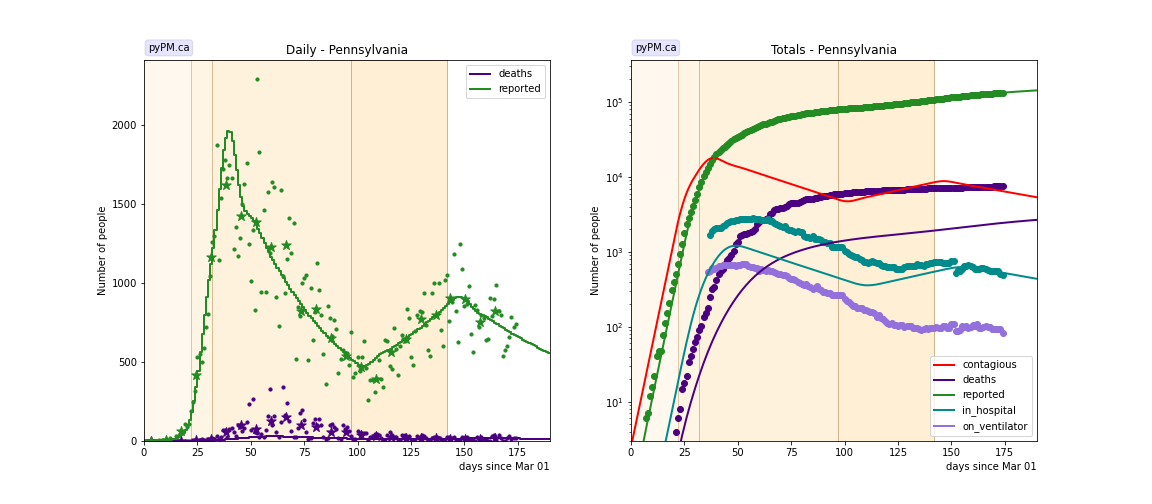 pyPM.ca
Daily - Pennsylvania
deaths
reported
Number of people
2000
1500
1000
500
0
0
25
50
75
100
125
150
175
days since Mar 01
pyPM.ca
Totals - Pennsylvania
Number of people
10⁵
10⁴
10³
10²
10¹
contagious
deaths
reported
in_hospital
on_ventilator
0
25
50
75
100
125
150
175
days since Mar 01